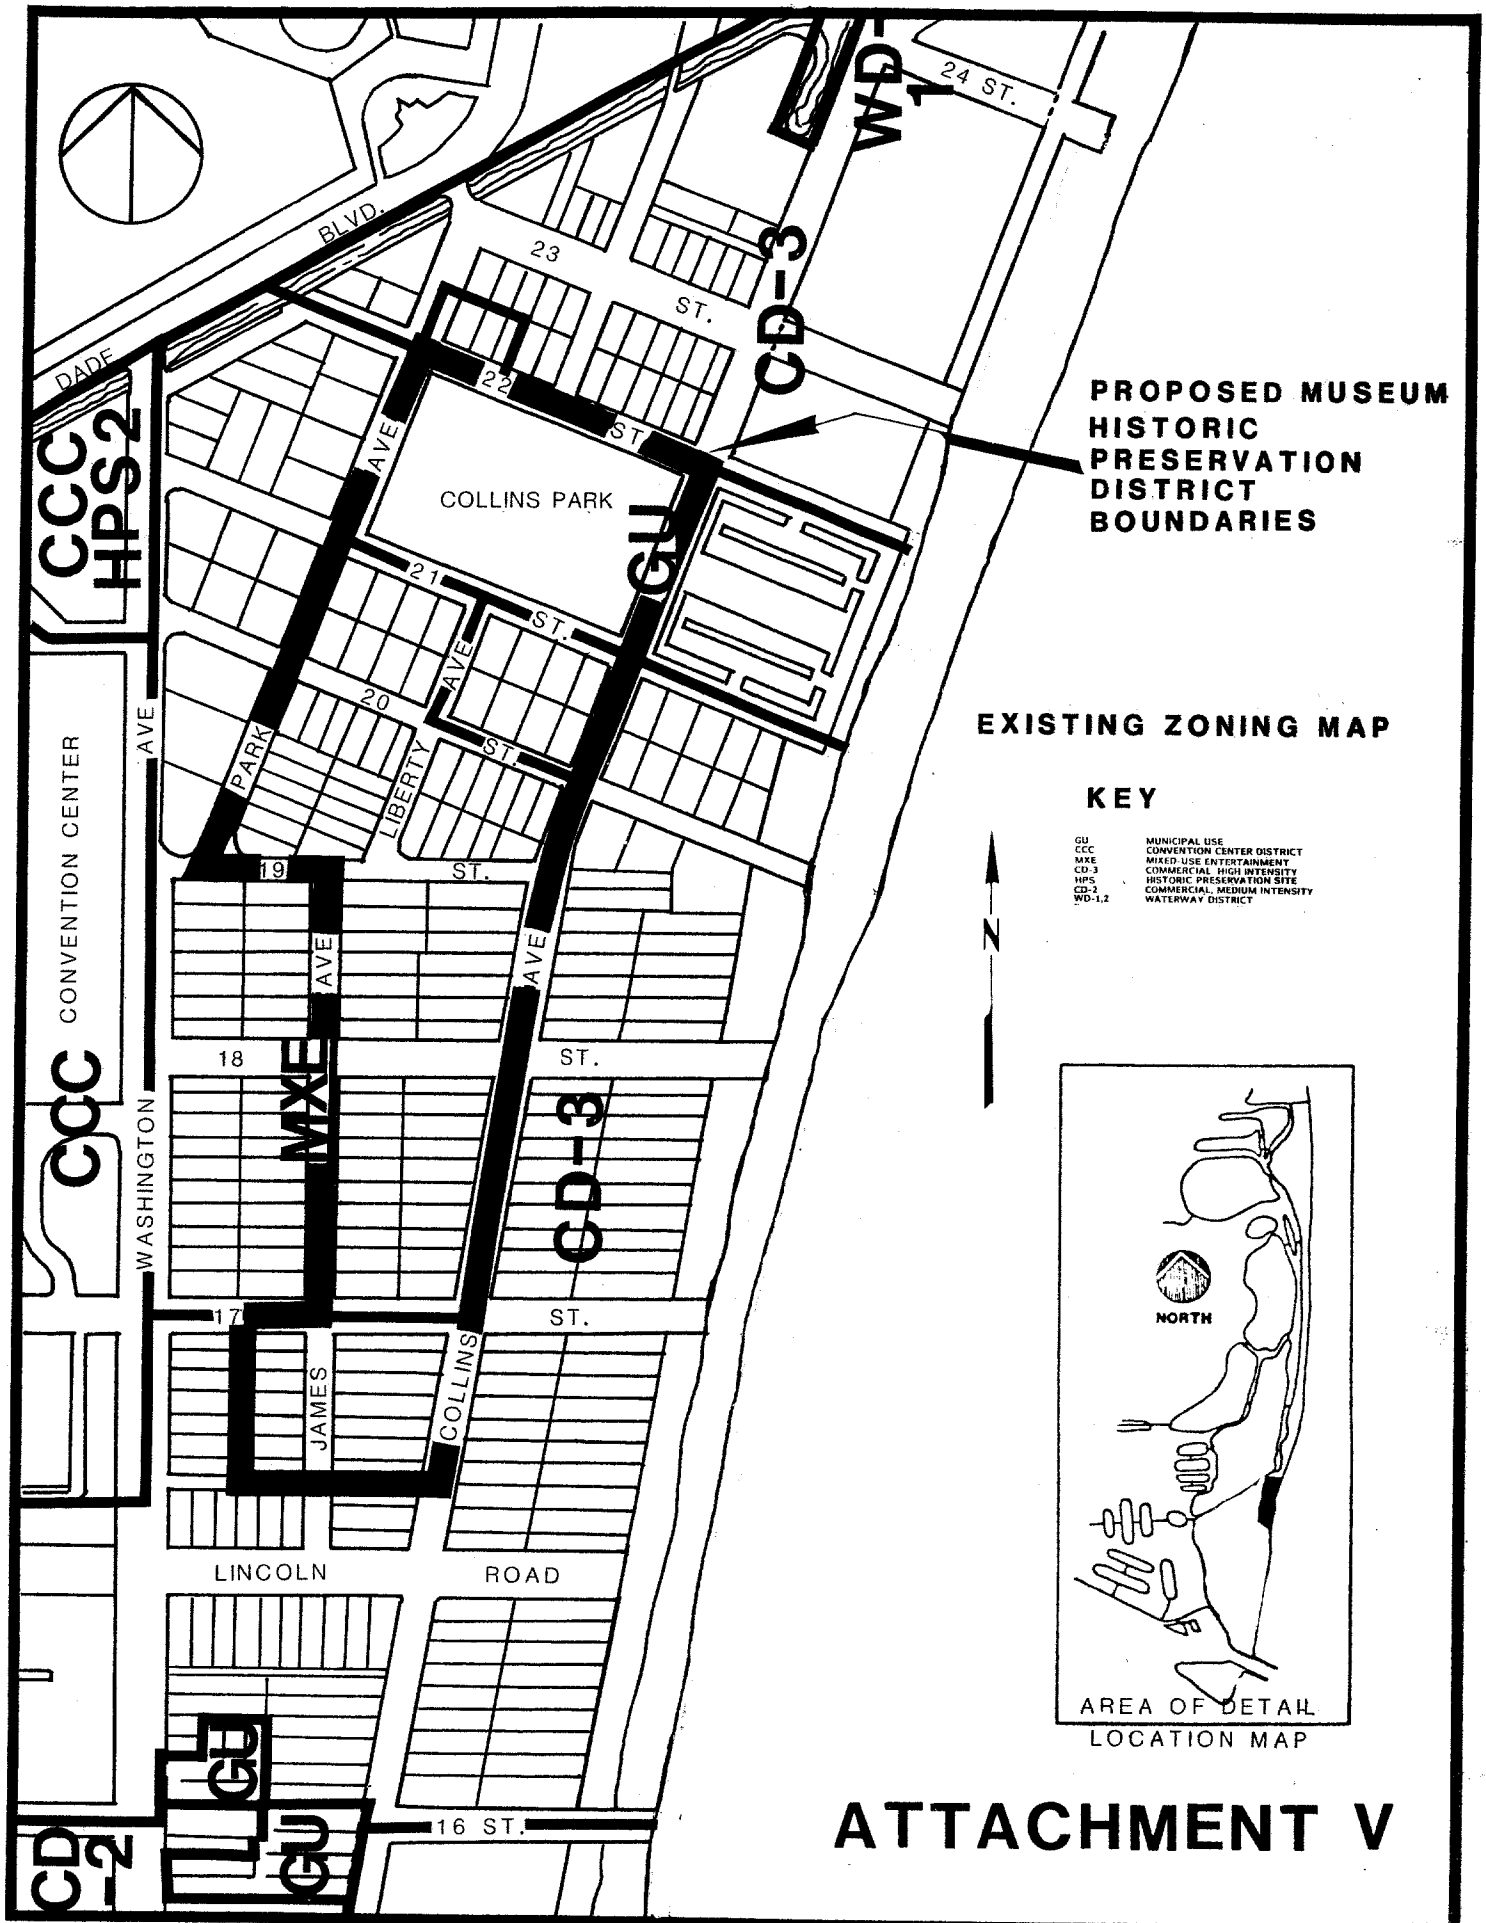 WD-
1
24 ST.
BLVD.
23
ST.
CD-3
DADE
22
ST
AVE
PROPOSED MUSEUM
HISTORIC
PRESERVATION
DISTRICT
BOUNDARIES
CCC
HPS2
COLLINS PARK
GU
21
ST.
AVE
20
ST.
EXISTING ZONING MAP
AVE
PARK
LIBERTY
CONVENTION CENTER
KEY
GU MUNICIPAL USE
CCC CONVENTION CENTER DISTRICT
MXE MIXED-USE ENTERTAINMENT
CD-3 COMMERCIAL HIGH INTENSITY
HPS HISTORIC PRESERVATION SITE
CD-2 COMMERCIAL, MEDIUM INTENSITY
WD-1,2 WATERWAY DISTRICT
19
ST.
AVE
AVE
N
18
ST.
MXE
CCC
CD-3
WASHINGTON
17
ST.
JAMES
COLLINS
NORTH
LINCOLN ROAD
AREA OF DETAIL
LOCATION MAP
GU
GU
16 ST.
CD
-2
ATTACHMENT V